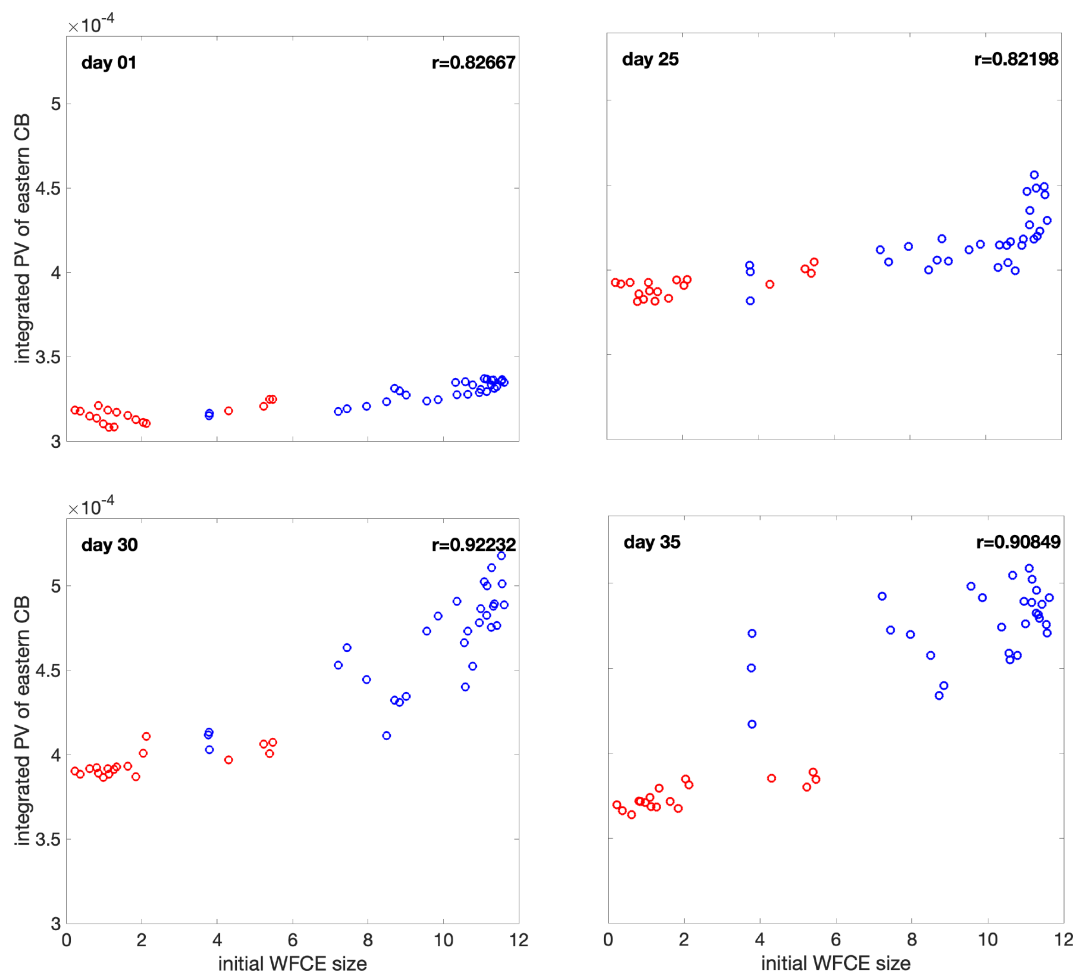 ×10⁻⁴
day 01 r=0.82667
day 25 r=0.82198
integrated PV of eastern CB
5
4.5
4
3.5
3
×10⁻⁴
day 30 r=0.92232
day 35 r=0.90849
integrated PV of eastern CB
5
4.5
4
3.5
3
0 2 4 6 8 10 12
0 2 4 6 8 10 12
initial WFCE size
initial WFCE size